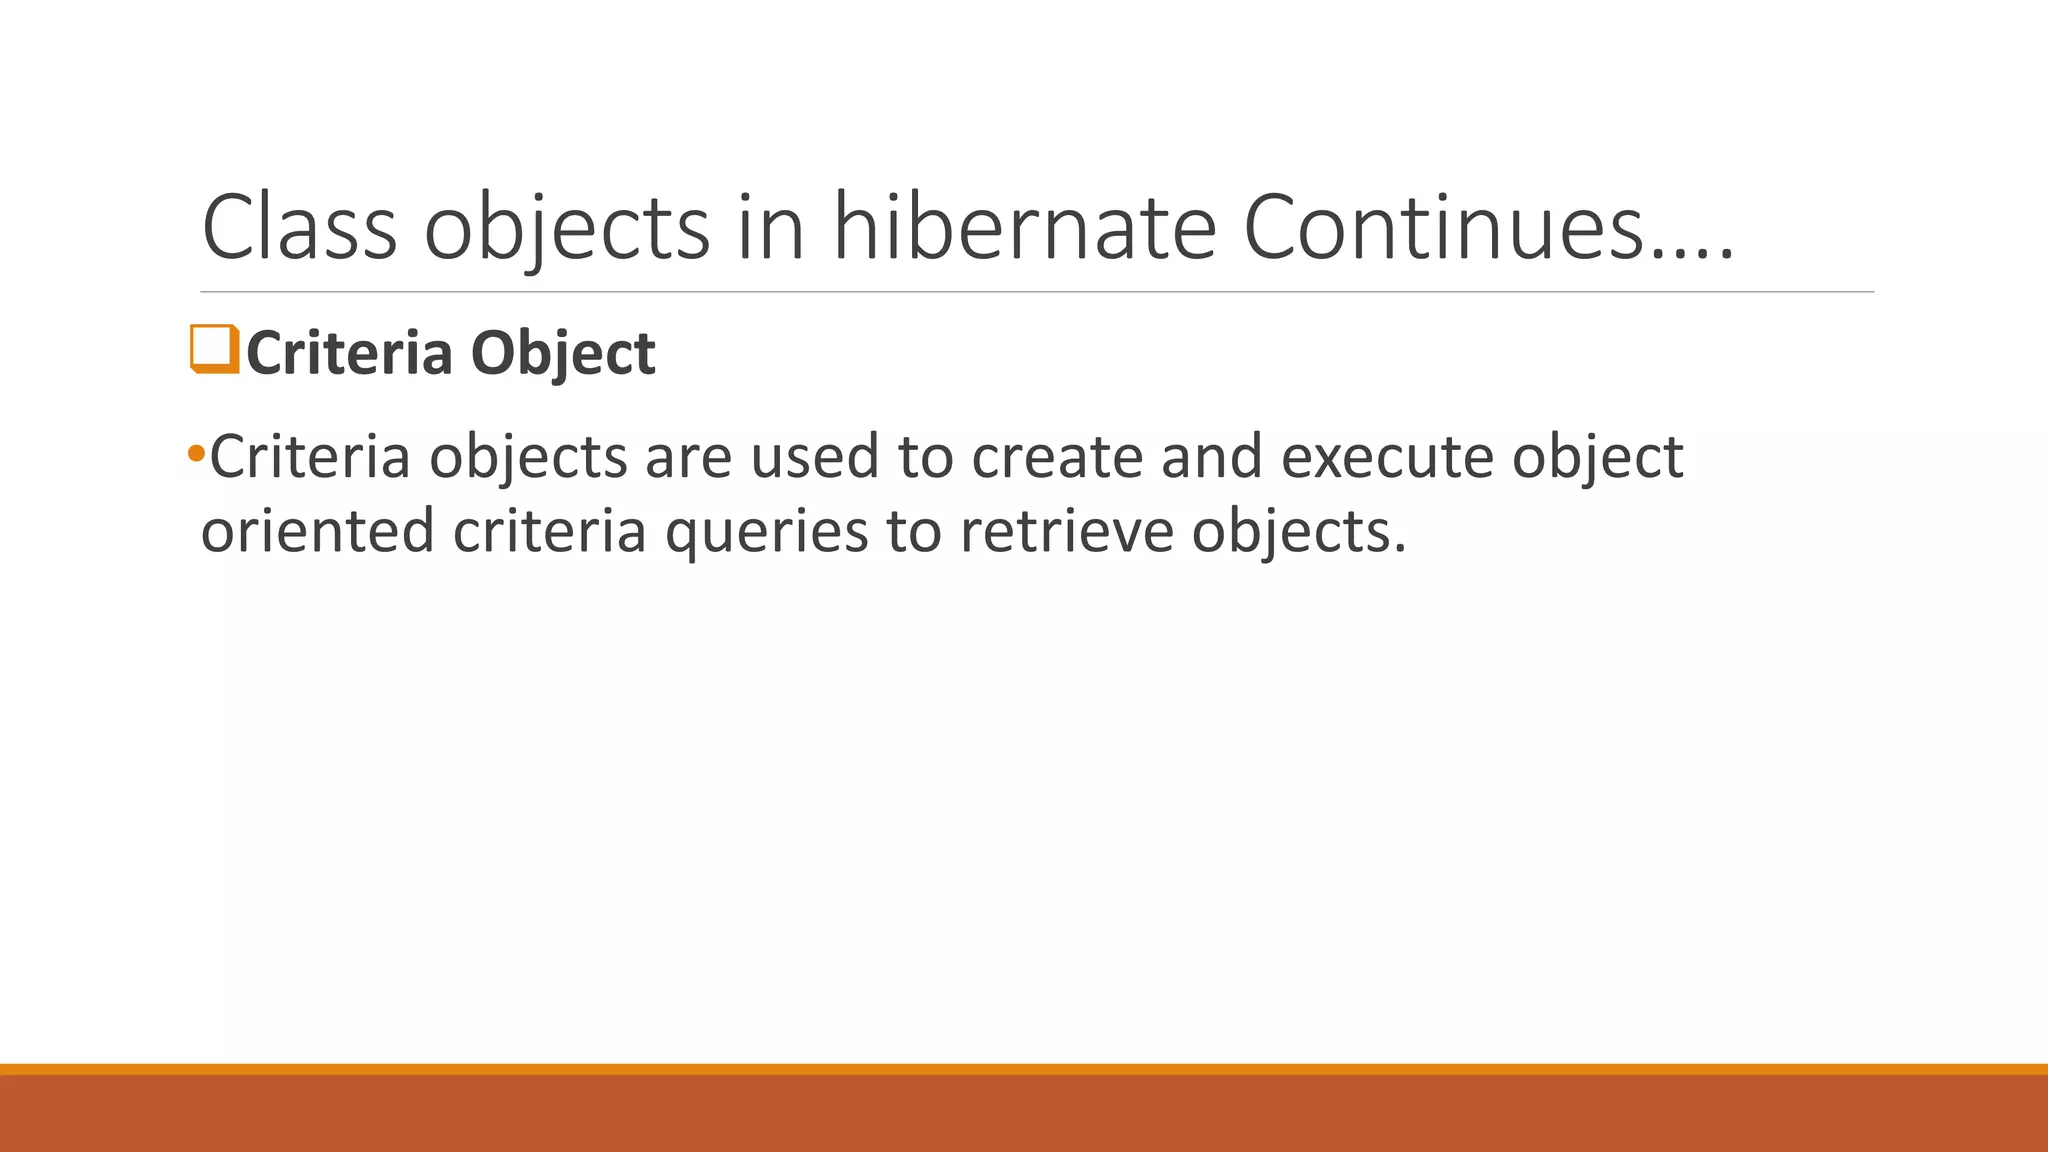 Class objects in hibernate Continues….
❑Criteria Object
•Criteria objects are used to create and execute object
oriented criteria queries to retrieve objects.